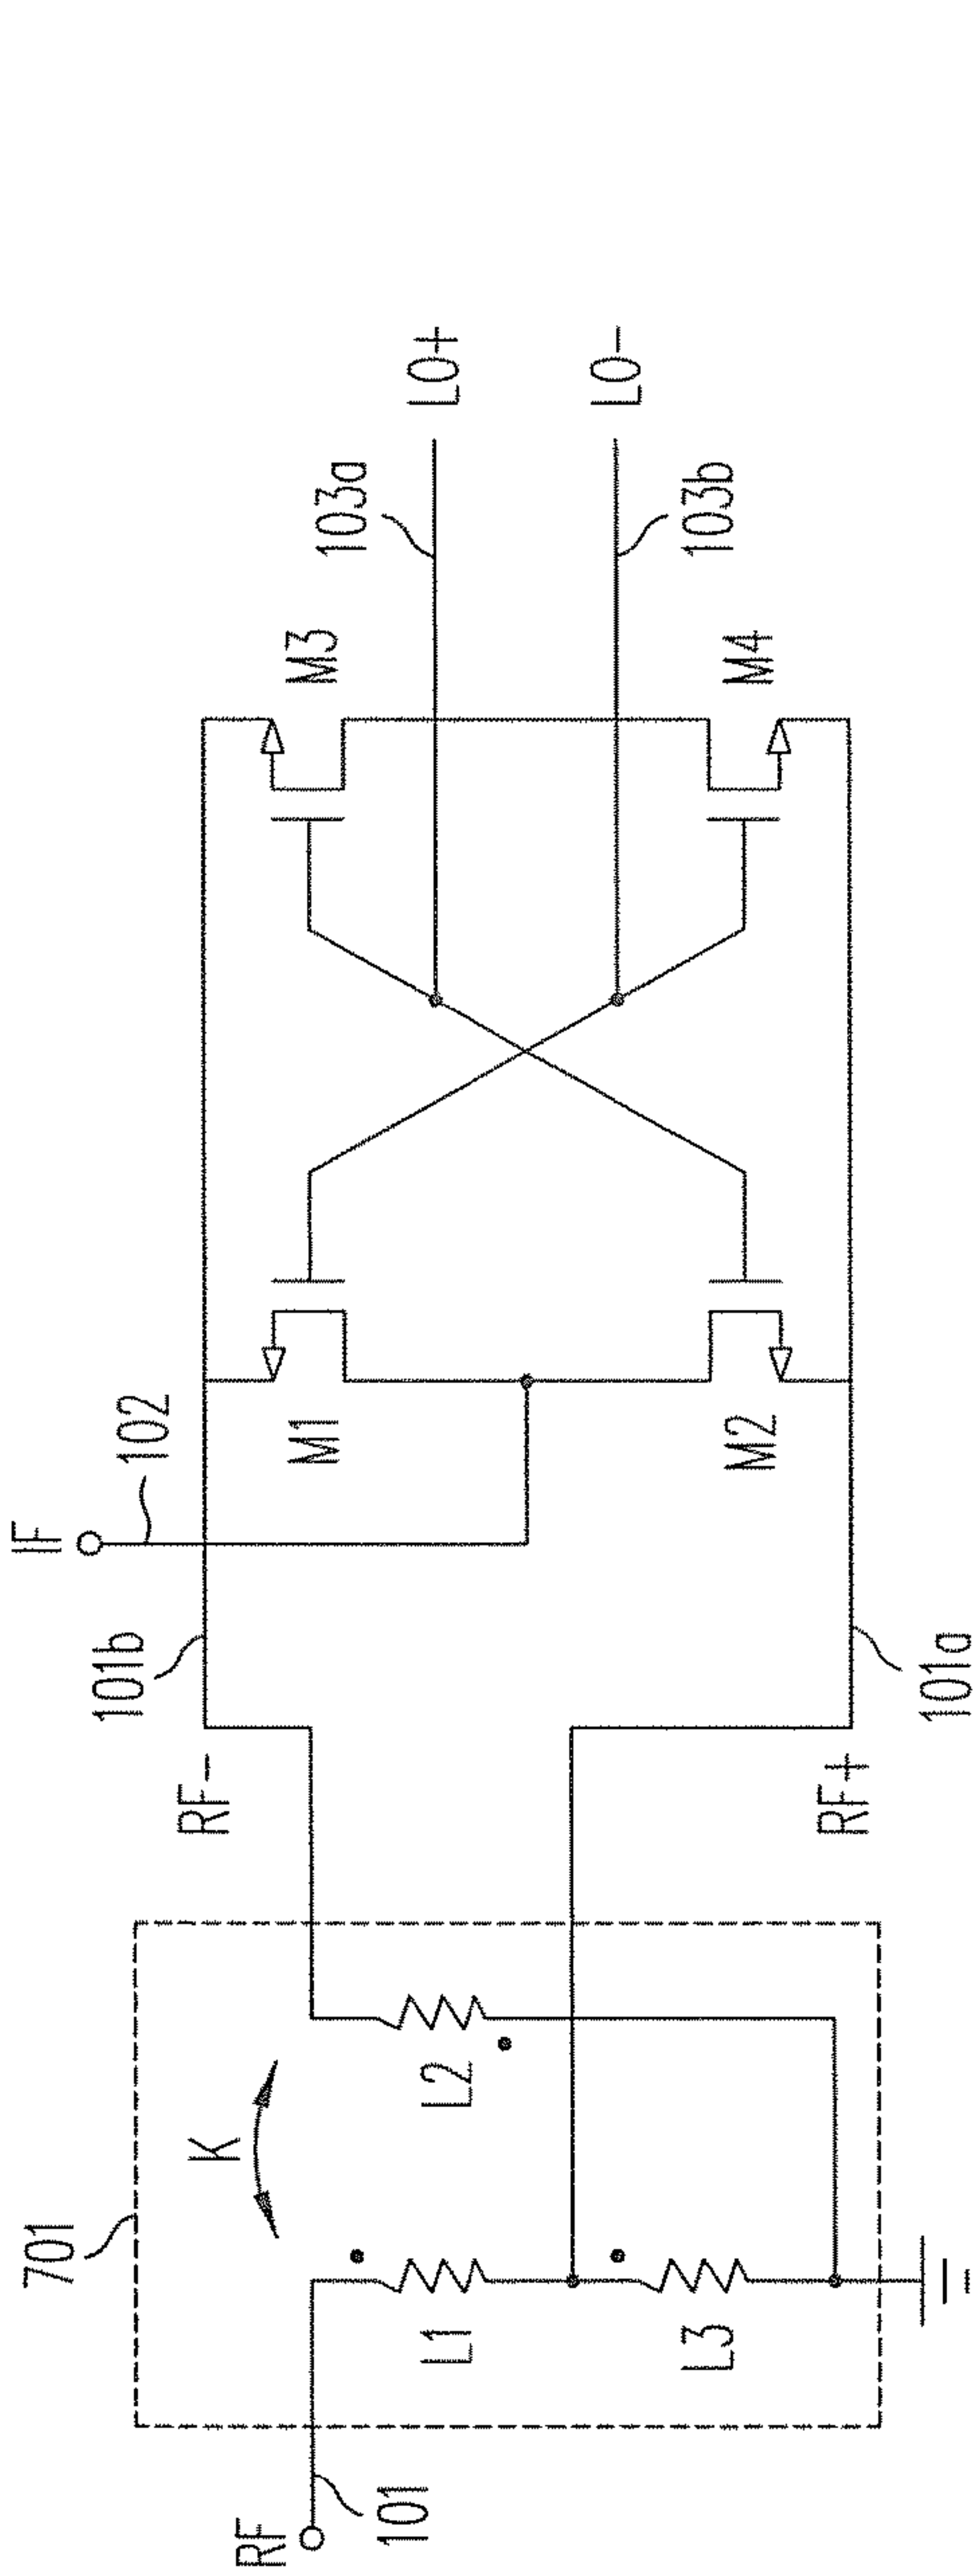 RF
101
701
K
L1
L2
L3
RF-
RF+
101b
101a
IF
102
M1
M2
M3
M4
103a
LO+
LO-
103b